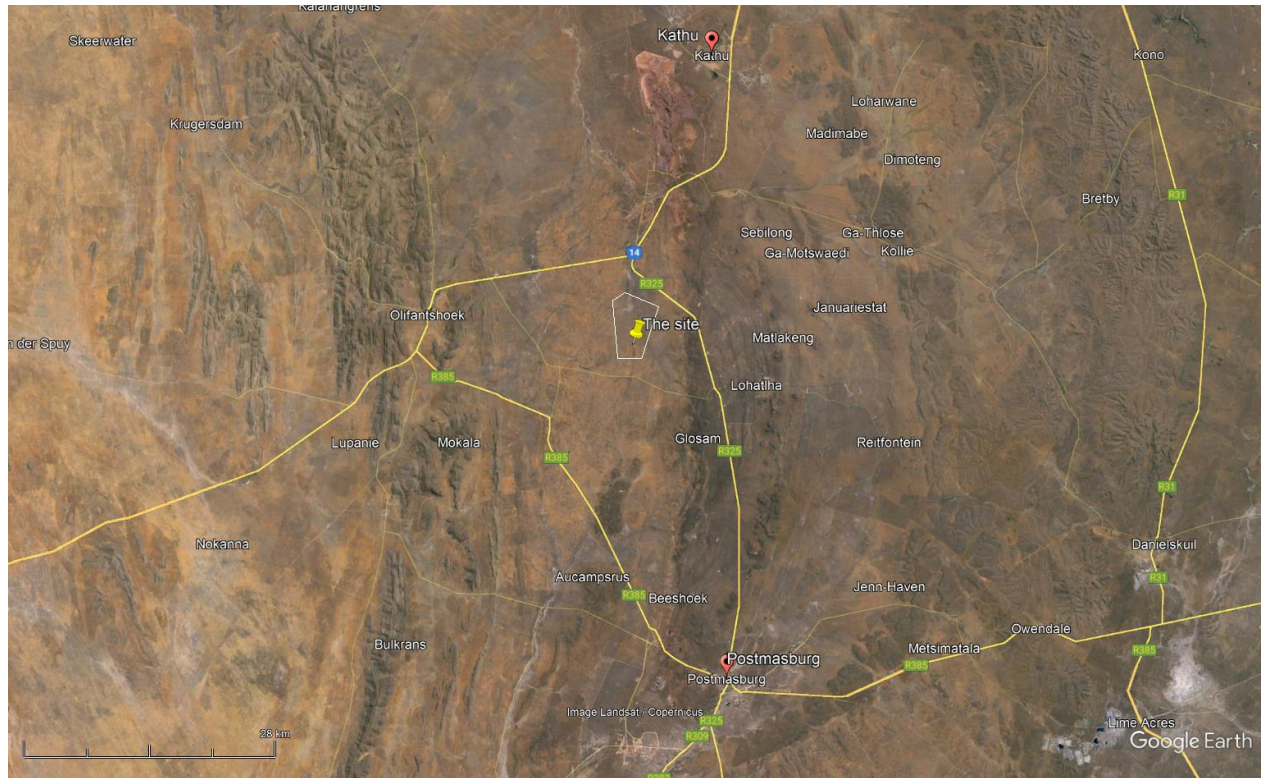 Kalahangrens
Skeerwater
Kathu
Kathu
Kono
Loharwane
Krugersdam
Madimabe
Dimoteng
Bretby
R31
Sebilong
Ga-Thlose
14
Ga-Motswaedi
Kollie
R325
Januariestat
Olifantshoek
The site
Matlakeng
n der Spuy
R385
Lohatlha
Lupanie
Mokala
Glosam
Reitfontein
R385
R325
R31
Nokanna
Danielskuil
Aucampsrus
R31
Jenn-Haven
R385
Beeshoek
Owendale
Bulkrans
Metsimatala
R385
Postmasburg
R385
Postmasburg
Image Landsat / Copernicus
R325
Lime Acres
28 km
R309
Google Earth